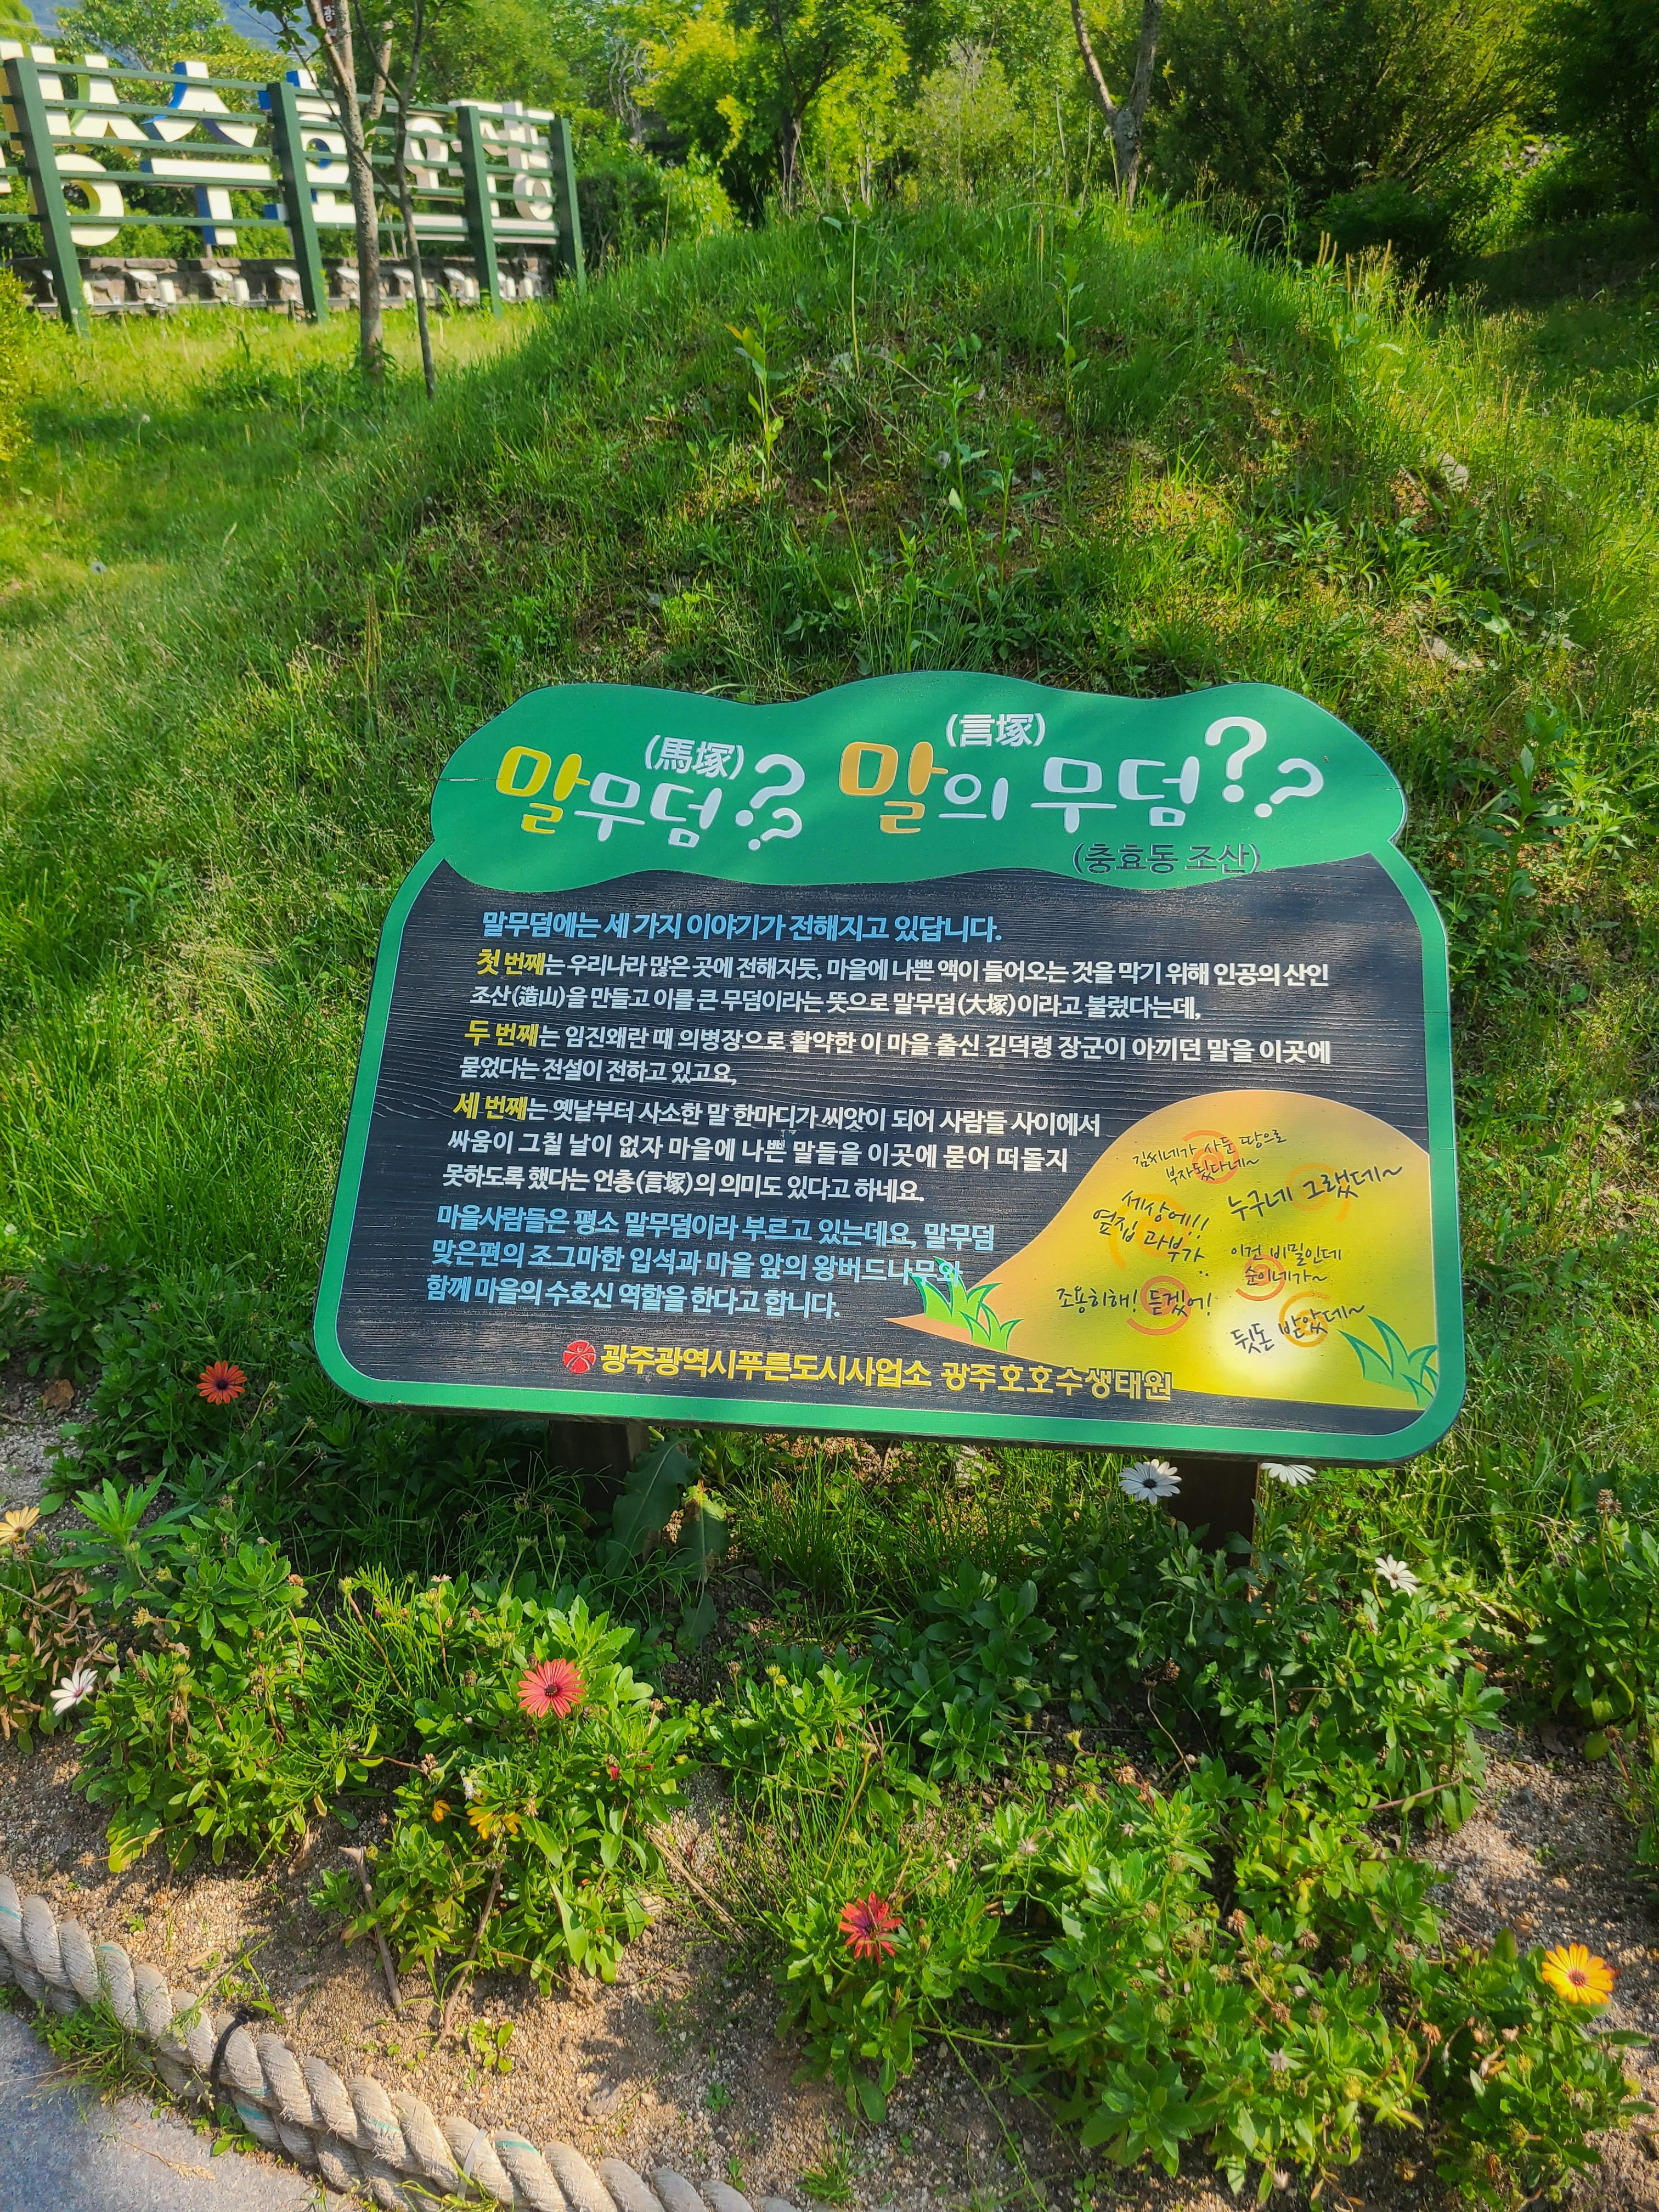 (馬塚) (言塚)
말무덤?? 말의 무덤??
(충효동 조산)
말무덤에는 세 가지 이야기가 전해지고 있답니다.
첫 번째는 우리나라 많은 곳에 전해지듯, 마을에 나쁜 액이 들어오는 것을 막기 위해 인공의 산인
조산(造山)을 만들고 이를 큰 무덤이라는 뜻으로 말무덤(大塚)이라고 불렀다는데,
두 번째는 임진왜란 때 의병장으로 활약한 이 마을 출신 김덕령 장군이 아끼던 말을 이곳에
묻었다는 전설이 전하고 있고요,
세 번째는 옛날부터 사소한 말 한마디가 씨앗이 되어 사람들 사이에서
싸움이 그칠 날이 없자 마을에 나쁜 말들을 이곳에 묻어 떠돌지
못하도록 했다는 언총(言塚)의 의미도 있다고 하네요.
마을사람들은 평소 말무덤이라 부르고 있는데요, 말무덤
맞은편의 조그마한 입석과 마을 앞의 왕버드나무와
함께 마을의 수호신 역할을 한다고 합니다.
김씨네가 사둔 땅으로
부자됐다네~
누구네 그랬데~
세상에!!
옆집 과부가..
이건 비밀인데
순이네가~
조용히해! 듣겠어!
뒷돈 받았데~
광주광역시푸른도시사업소 광주호호수생태원